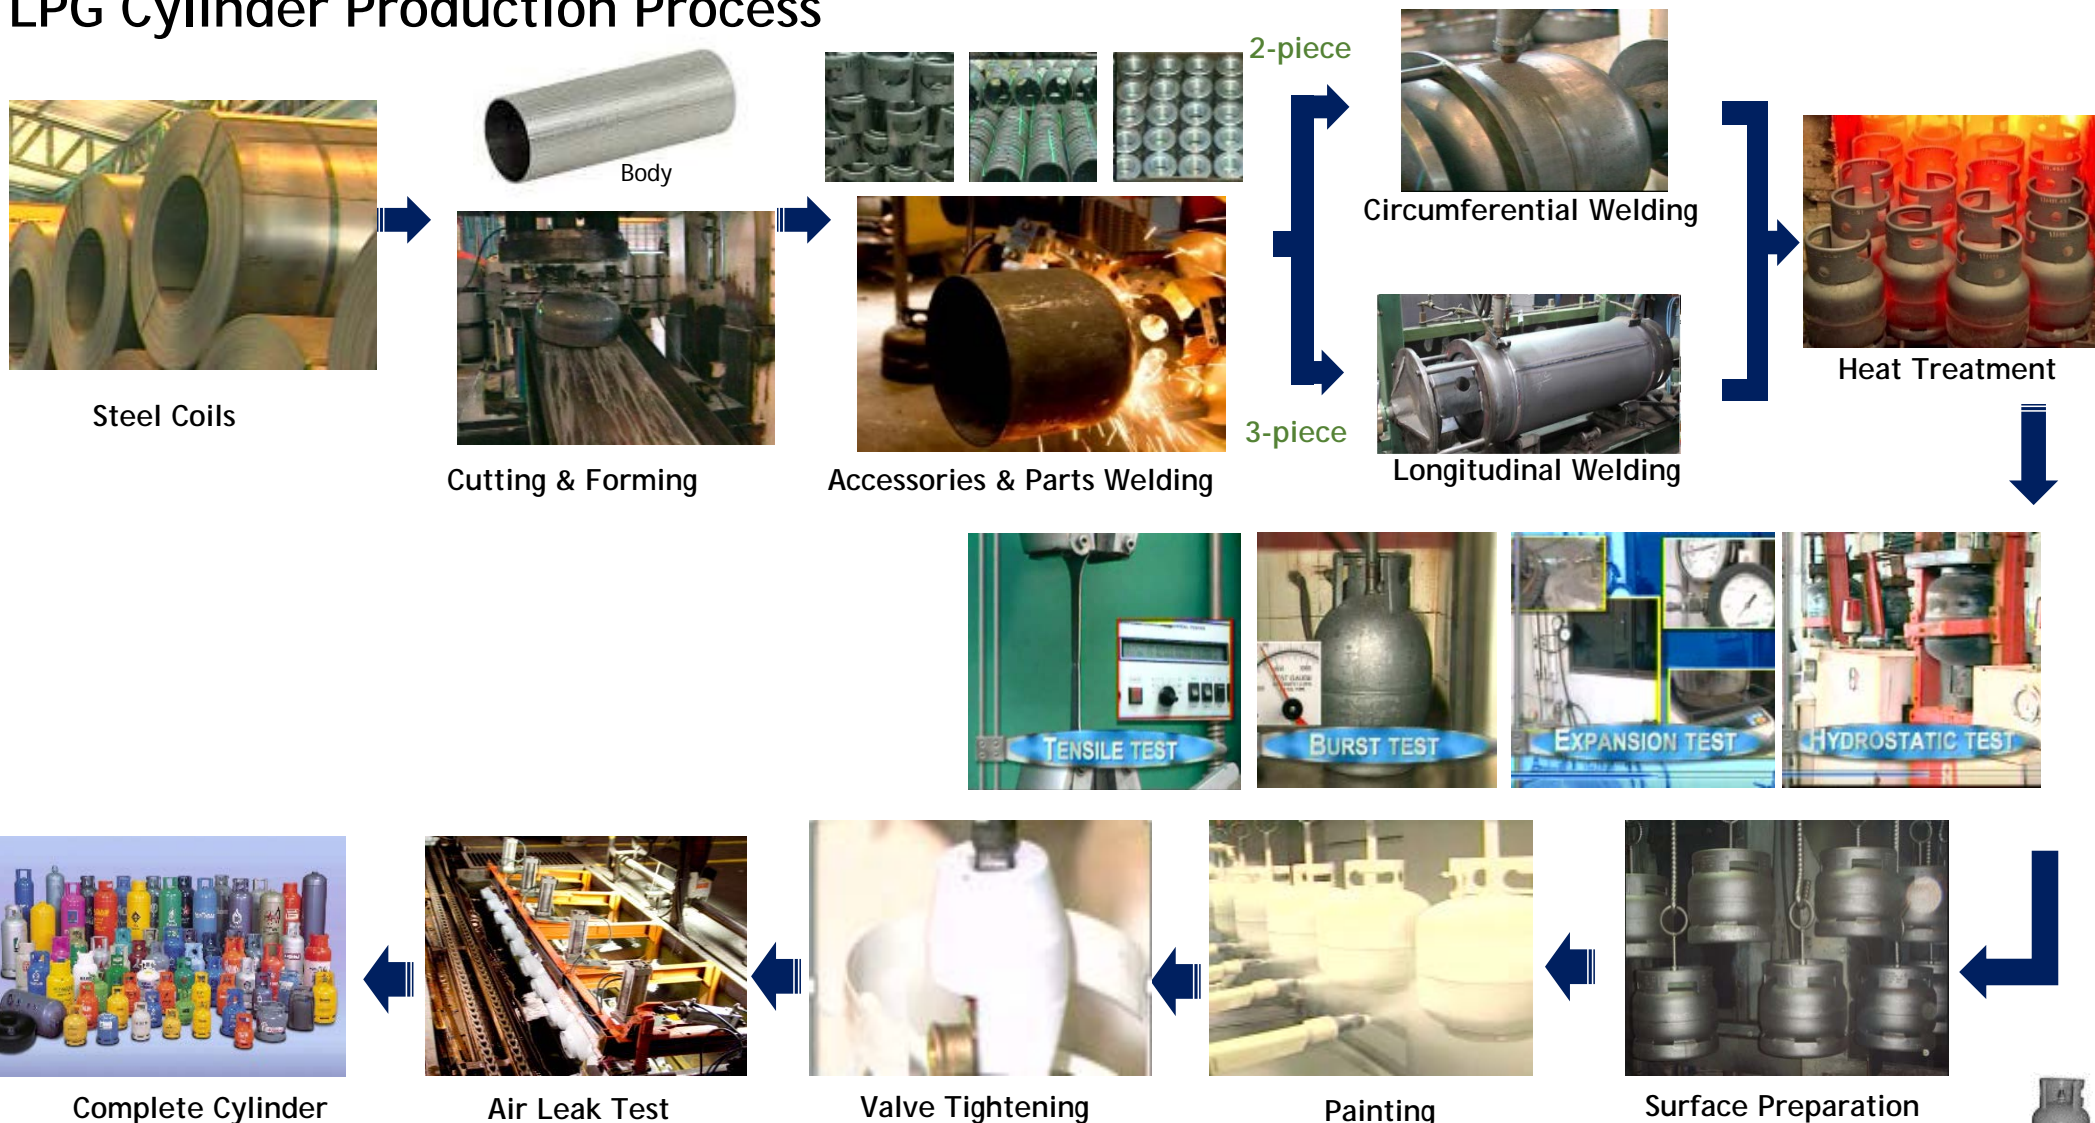 LPG Cylinder Production Process
2-piece
Body
Circumferential Welding
Heat Treatment
Steel Coils
3-piece
Cutting & Forming
Accessories & Parts Welding
Longitudinal Welding
TENSILE TEST
BURST TEST
EXPANSION TEST
HYDROSTATIC TEST
TEST GAUGE
Complete Cylinder
Air Leak Test
Valve Tightening
Painting
Surface Preparation